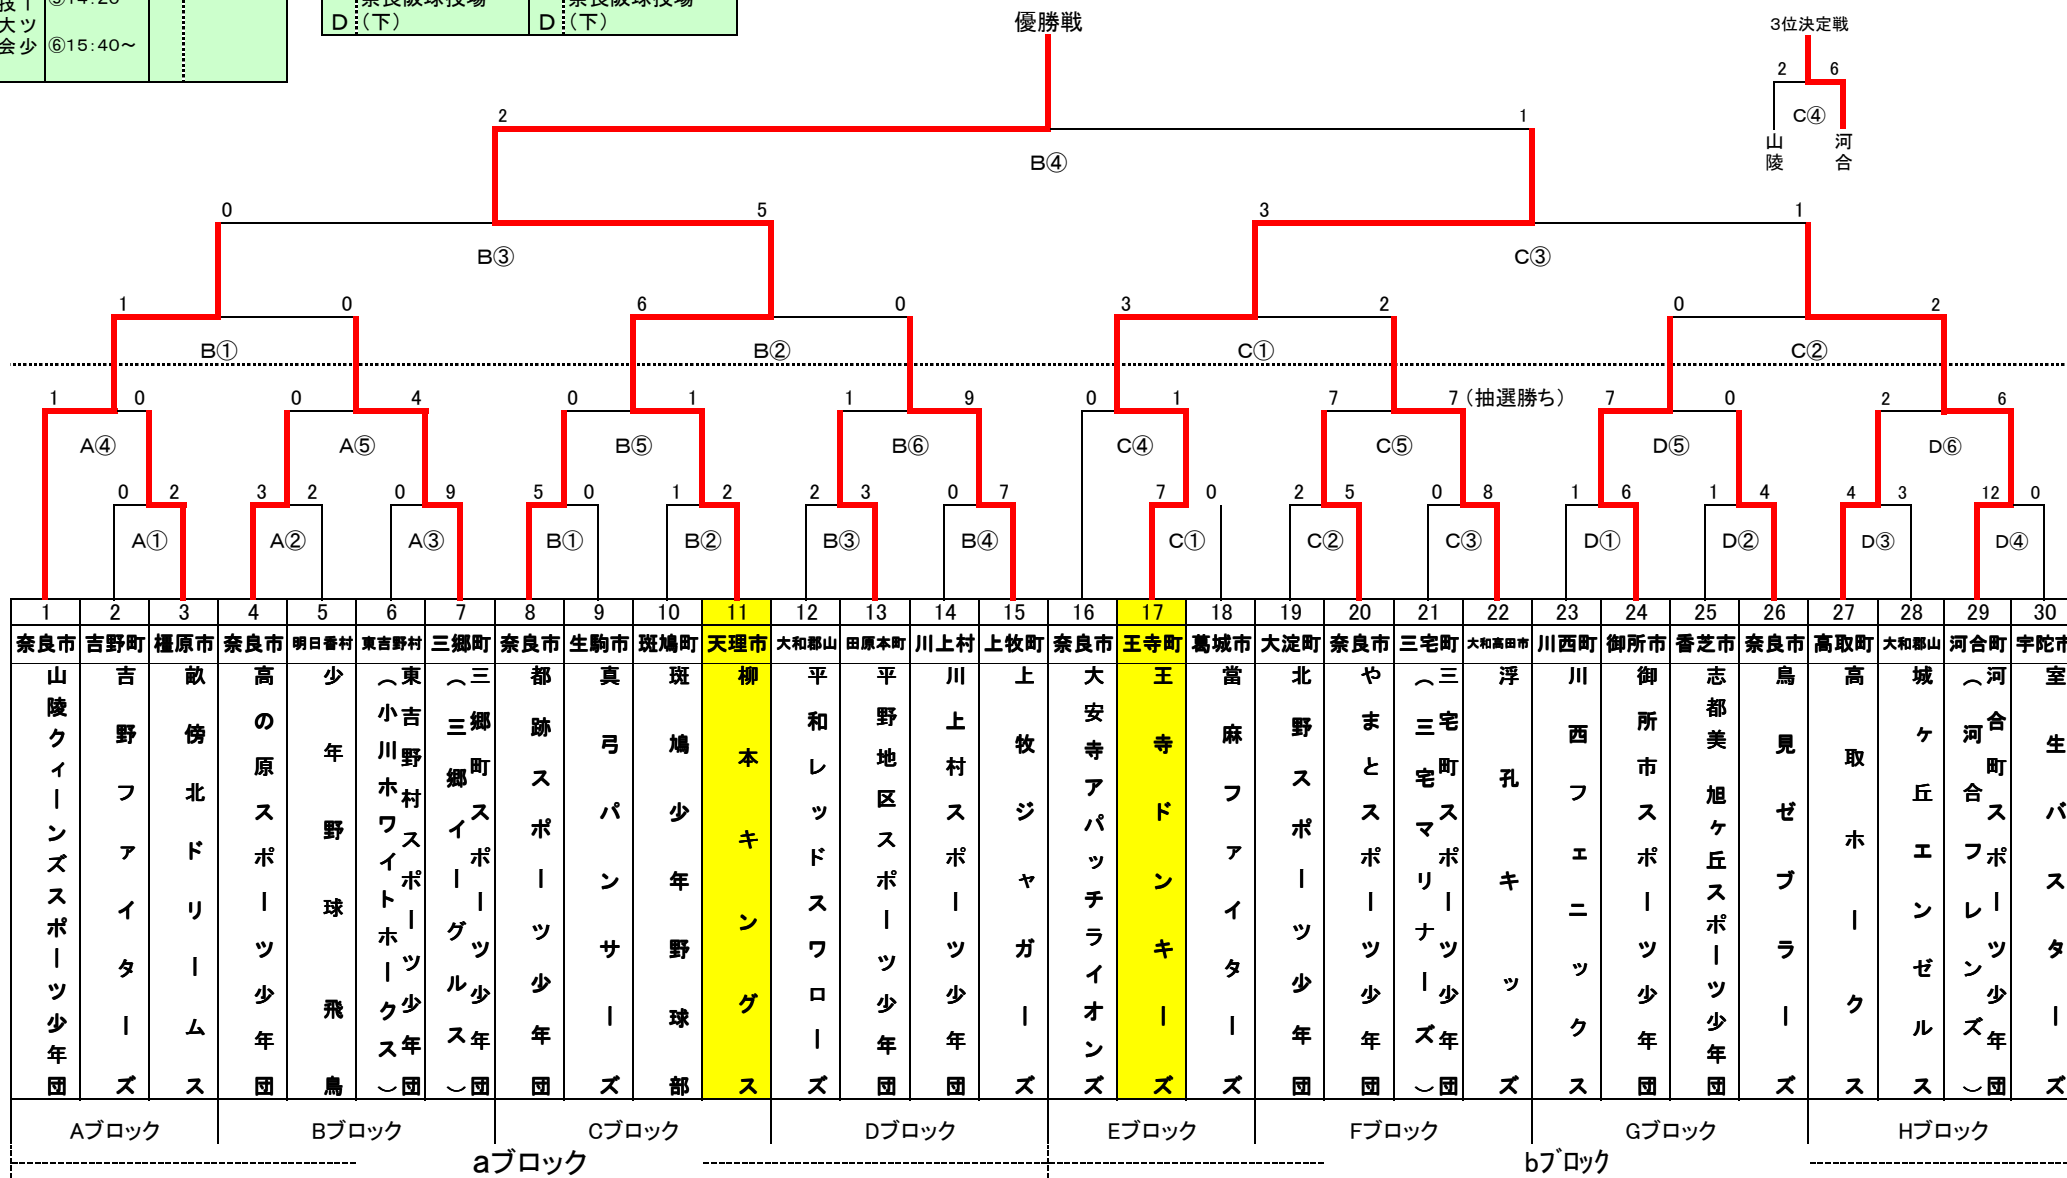 ⑤14:20
技
ー
大ツ
会少
⑥15:40~
奈良阪球技場
D (下)
奈良阪球技場
D (下)
優勝戦
3位決定戦
2 6
C④
山陵
河合
2 1
B④
0 5 3 1
B③ C③
1 0 6 0 3 2 0 2
B① B② C① C②
1 0 0 4 0 1 1 9 0 1 7 7(抽選勝ち) 7 0 2 6
A④ A⑤ B⑤ B⑥ C④ C⑤ D⑤ D⑥
0 2 3 2 0 9 5 0 1 2 2 3 0 7 7 0 2 5 0 8 1 6 1 4 4 3 12 0
A① A② A③ B① B② B③ B④ C① C② C③ D① D② D③ D④
1 2 3 4 5 6 7 8 9 10 11 12 13 14 15 16 17 18 19 20 21 22 23 24 25 26 27 28 29 30
奈良市 吉野町 橿原市 奈良市 明日香村 東吉野村 三郷町 奈良市 生駒市 斑鳩町 天理市 大和郡山 田原本町 川上村 上牧町 奈良市 王寺町 葛城市 大淀町 奈良市 三宅町 大和高田市 川西町 御所市 香芝市 奈良市 高取町 大和郡山 河合町 宇陀市
山陵クィーンズスポーツ少年団
吉野ファイターズ
畝傍北ドリームス
高の原スポーツ少年団
少年野球飛鳥
東吉野村スポーツ少年団
(小川ホワイトホークス)
三郷町スポーツ少年団
(三郷イーグルス)
都跡スポーツ少年団
真弓パンサーズ
斑鳩少年野球部
柳本キングス
平和レッドスワローズ
平野地区スポーツ少年団
川上村スポーツ少年団
上牧ジャガーズ
大安寺アパッチライオンズ
王寺ドンキーズ
當麻ファイターズ
北野スポーツ少年団
やまとスポーツ少年団
三宅町スポーツ少年団
(三宅マリナーズ)
浮孔キッズ
川西フェニックス
御所市スポーツ少年団
志都美旭ヶ丘スポーツ少年団
鳥見ゼブラーズ
高取ホークス
城ヶ丘エンゼルス
河合町スポーツ少年団
(河合フレンズ)
室生バスターズ
Aブロック Bブロック Cブロック Dブロック Eブロック Fブロック Gブロック Hブロック
aブロック bブロック